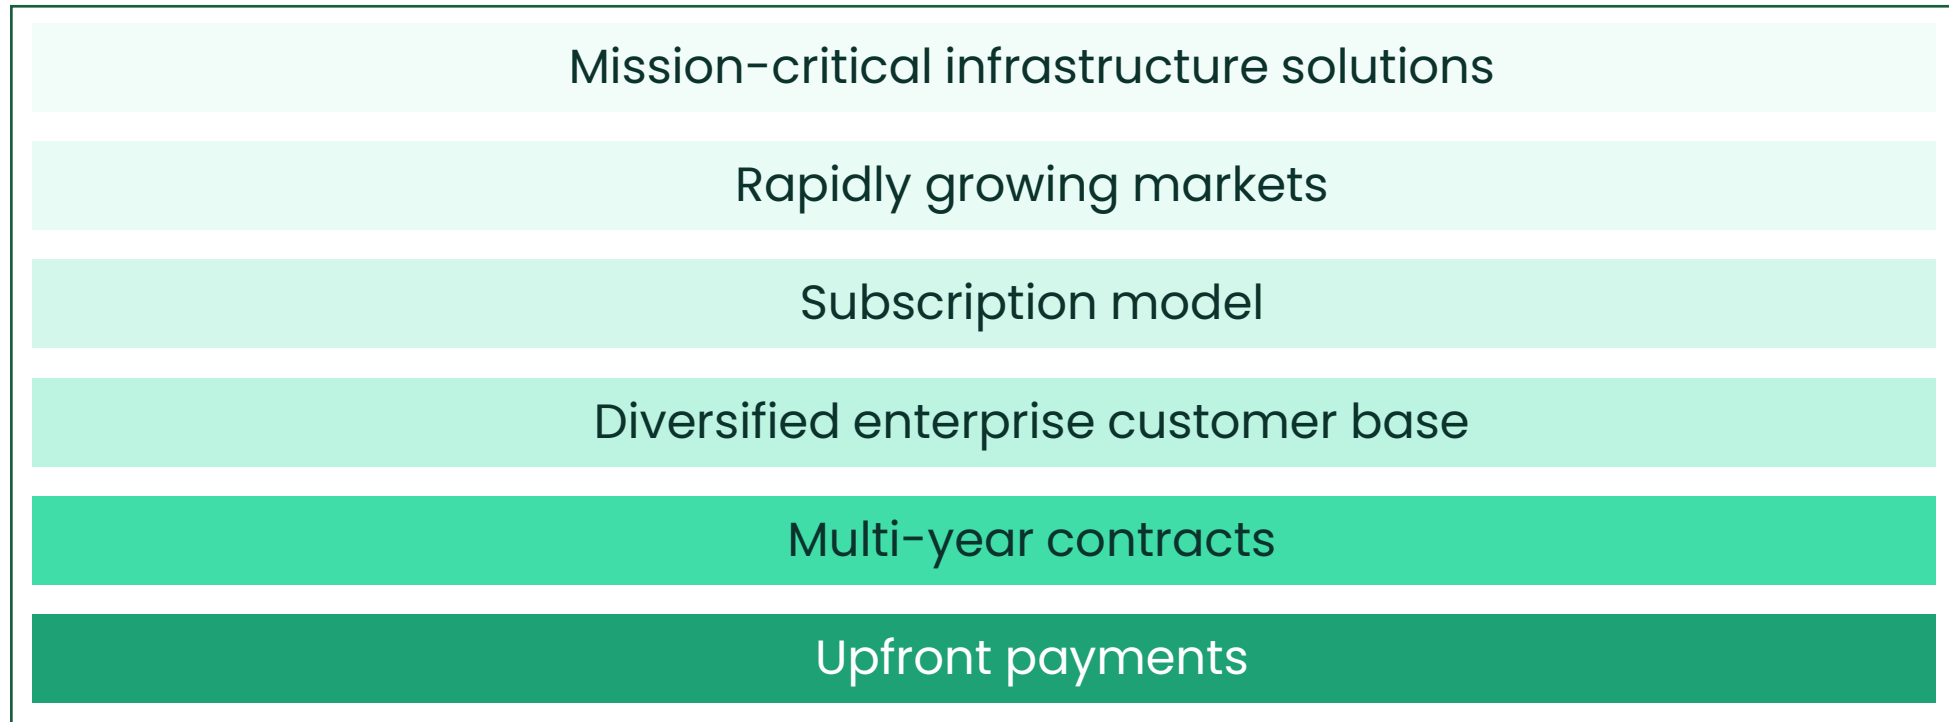 Mission-critical infrastructure solutions
Rapidly growing markets
Subscription model
Diversified enterprise customer base
Multi-year contracts
Upfront payments